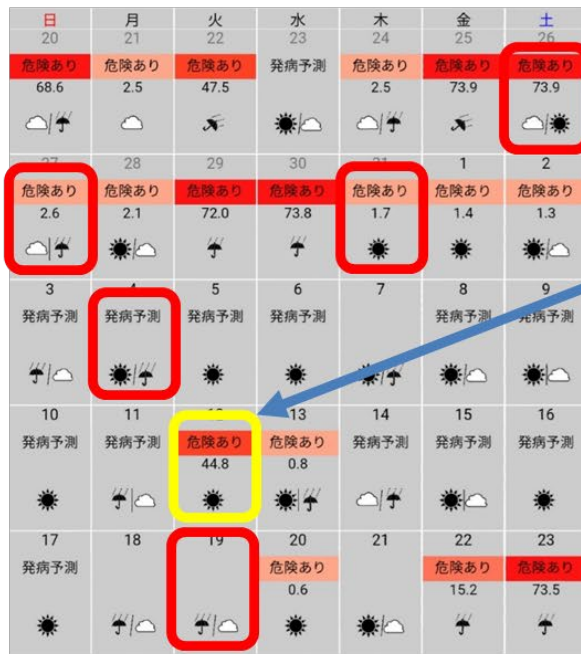 日 月 火 水 木 金 土
20 21 22 23 24 25 26
危険あり 危険あり 危険あり 発病予測 危険あり 危険あり 危険あり
68.6 2.5 47.5 2.5 73.9 73.9
27 28 29 30 31 1 2
危険あり 危険あり 危険あり 危険あり 危険あり 危険あり 危険あり
2.6 2.1 72.0 73.8 1.7 1.4 1.3
3 4 5 6 7 8 9
発病予測 発病予測 発病予測 発病予測 発病予測 発病予測
10 11 12 13 14 15 16
発病予測 発病予測 危険あり 危険あり 発病予測 発病予測 発病予測
44.8 0.8
17 18 19 20 21 22 23
発病予測 危険あり 危険あり 危険あり
0.6 15.2 73.5